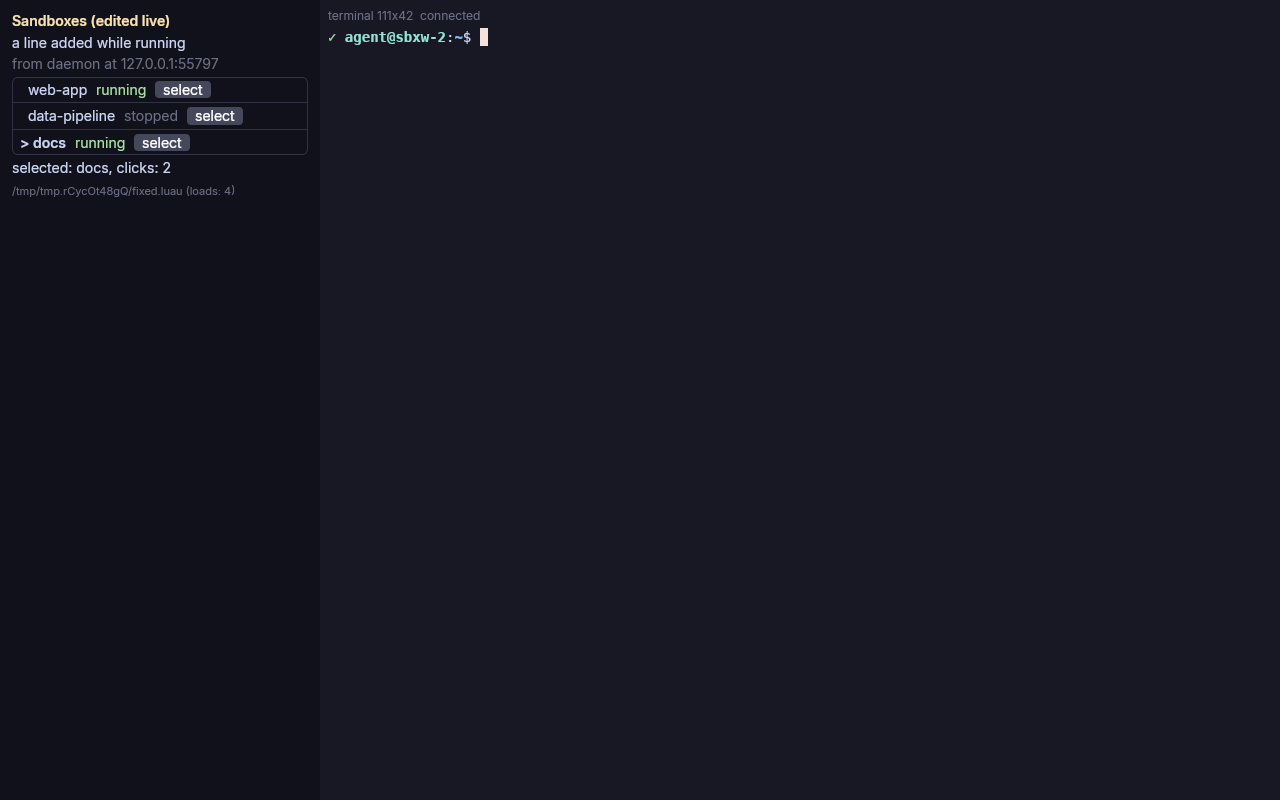 Sandboxes (edited live)
a line added while running
from daemon at 127.0.0.1:55797
web-app running select
data-pipeline stopped select
> docs running select
selected: docs, clicks: 2
/tmp/tmp.rCycOt48gQ/fixed.luau (loads: 4)
terminal 111x42 connected
✓ agent@sbxw-2:~$